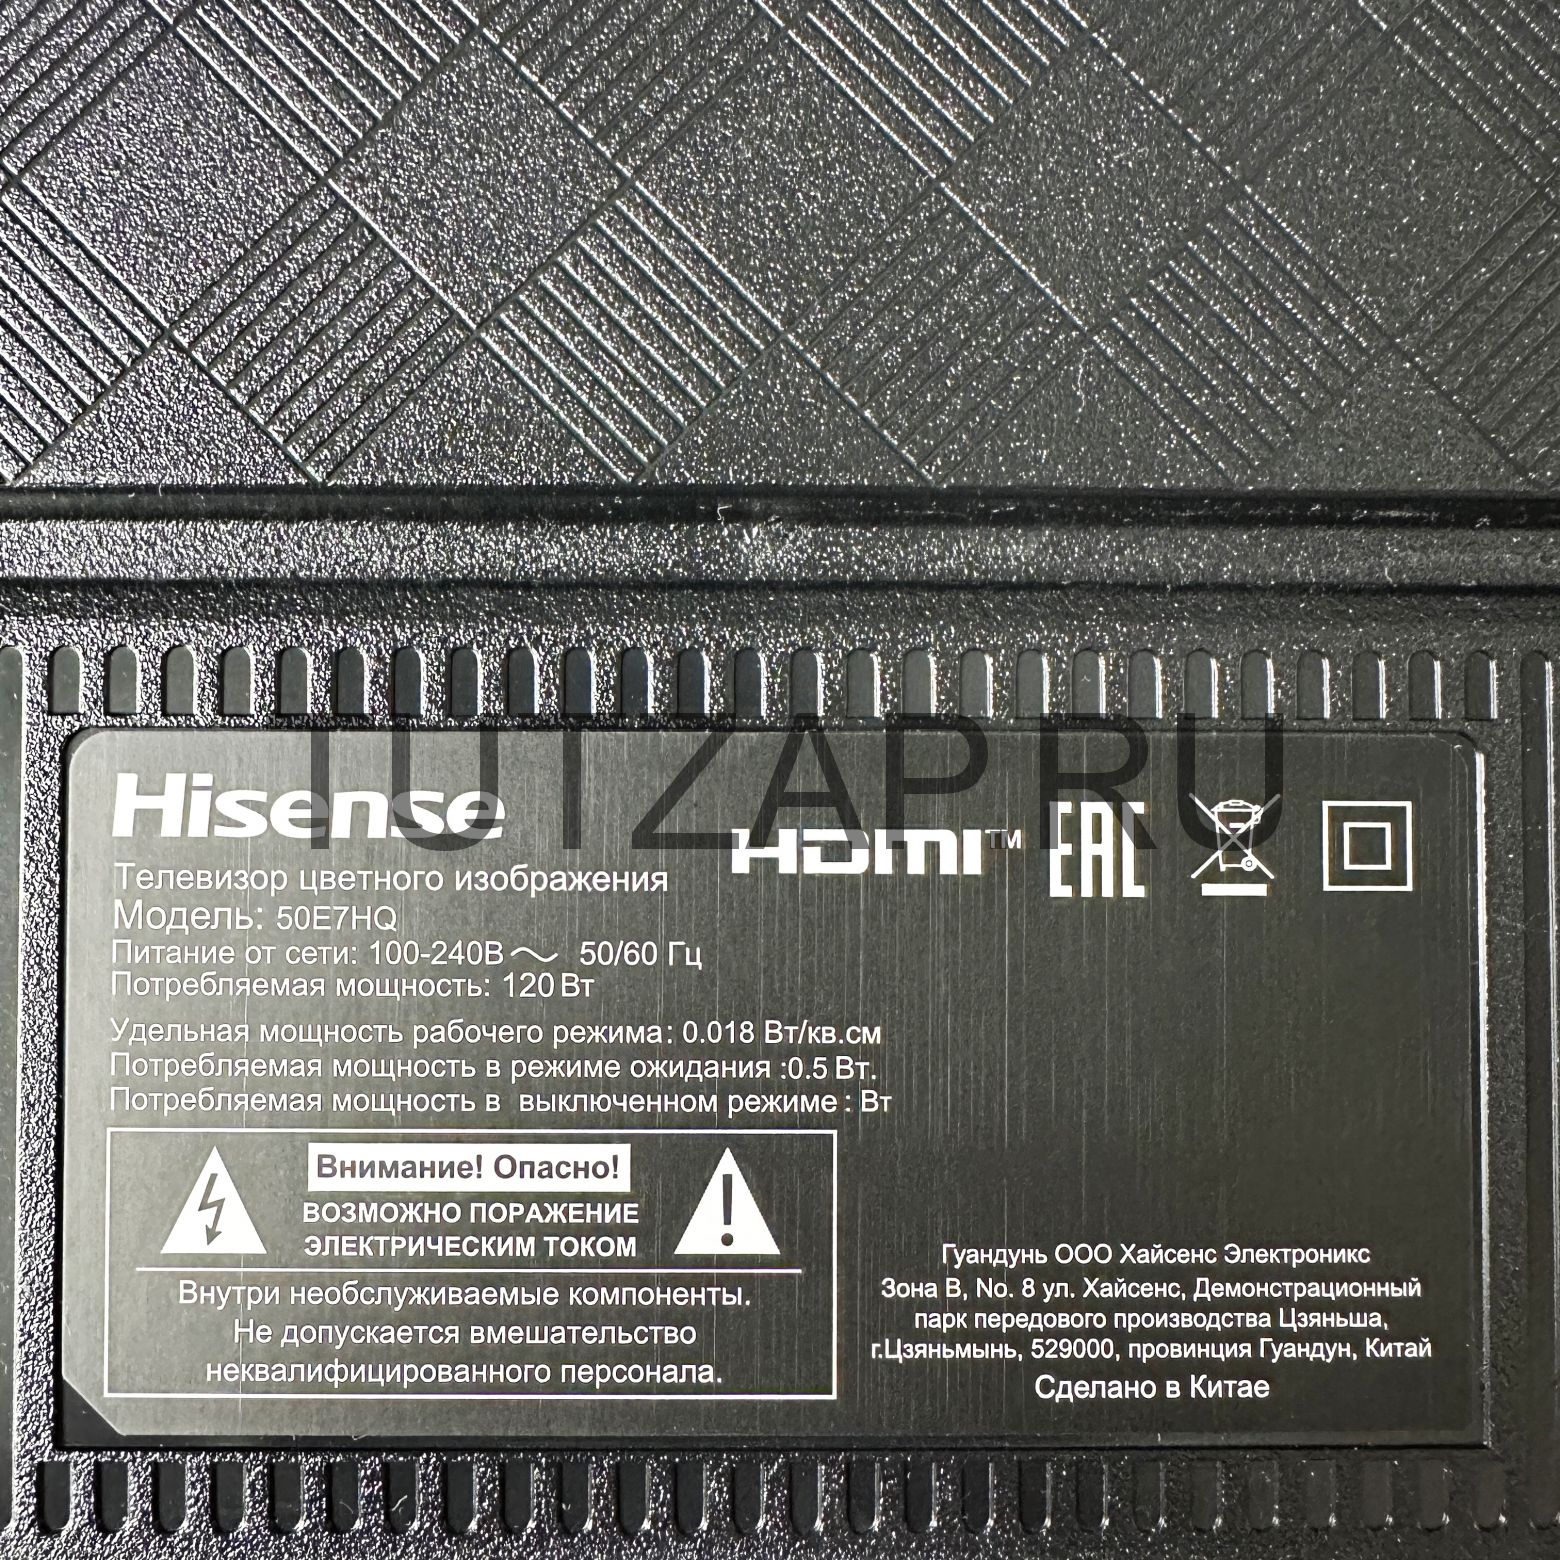 TUTZAP RU
Hisense
HDMI™
EAC
Телевизор цветного изображения
Модель: 50E7HQ
Питание от сети: 100-240В ~ 50/60 Гц
Потребляемая мощность: 120 Вт
Удельная мощность рабочего режима: 0.018 Вт/кв.см
Потребляемая мощность в режиме ожидания :0.5 Вт.
Потребляемая мощность в выключенном режиме : Вт
Внимание! Опасно!
ВОЗМОЖНО ПОРАЖЕНИЕ
ЭЛЕКТРИЧЕСКИМ ТОКОМ
Внутри необслуживаемые компоненты.
Не допускается вмешательство
неквалифицированного персонала.
Гуандунь ООО Хайсенс Электроникс
Зона B, No. 8 ул. Хайсенс, Демонстрационный
парк передового производства Цзяньша,
г.Цзяньмынь, 529000, провинция Гуандун, Китай
Сделано в Китае